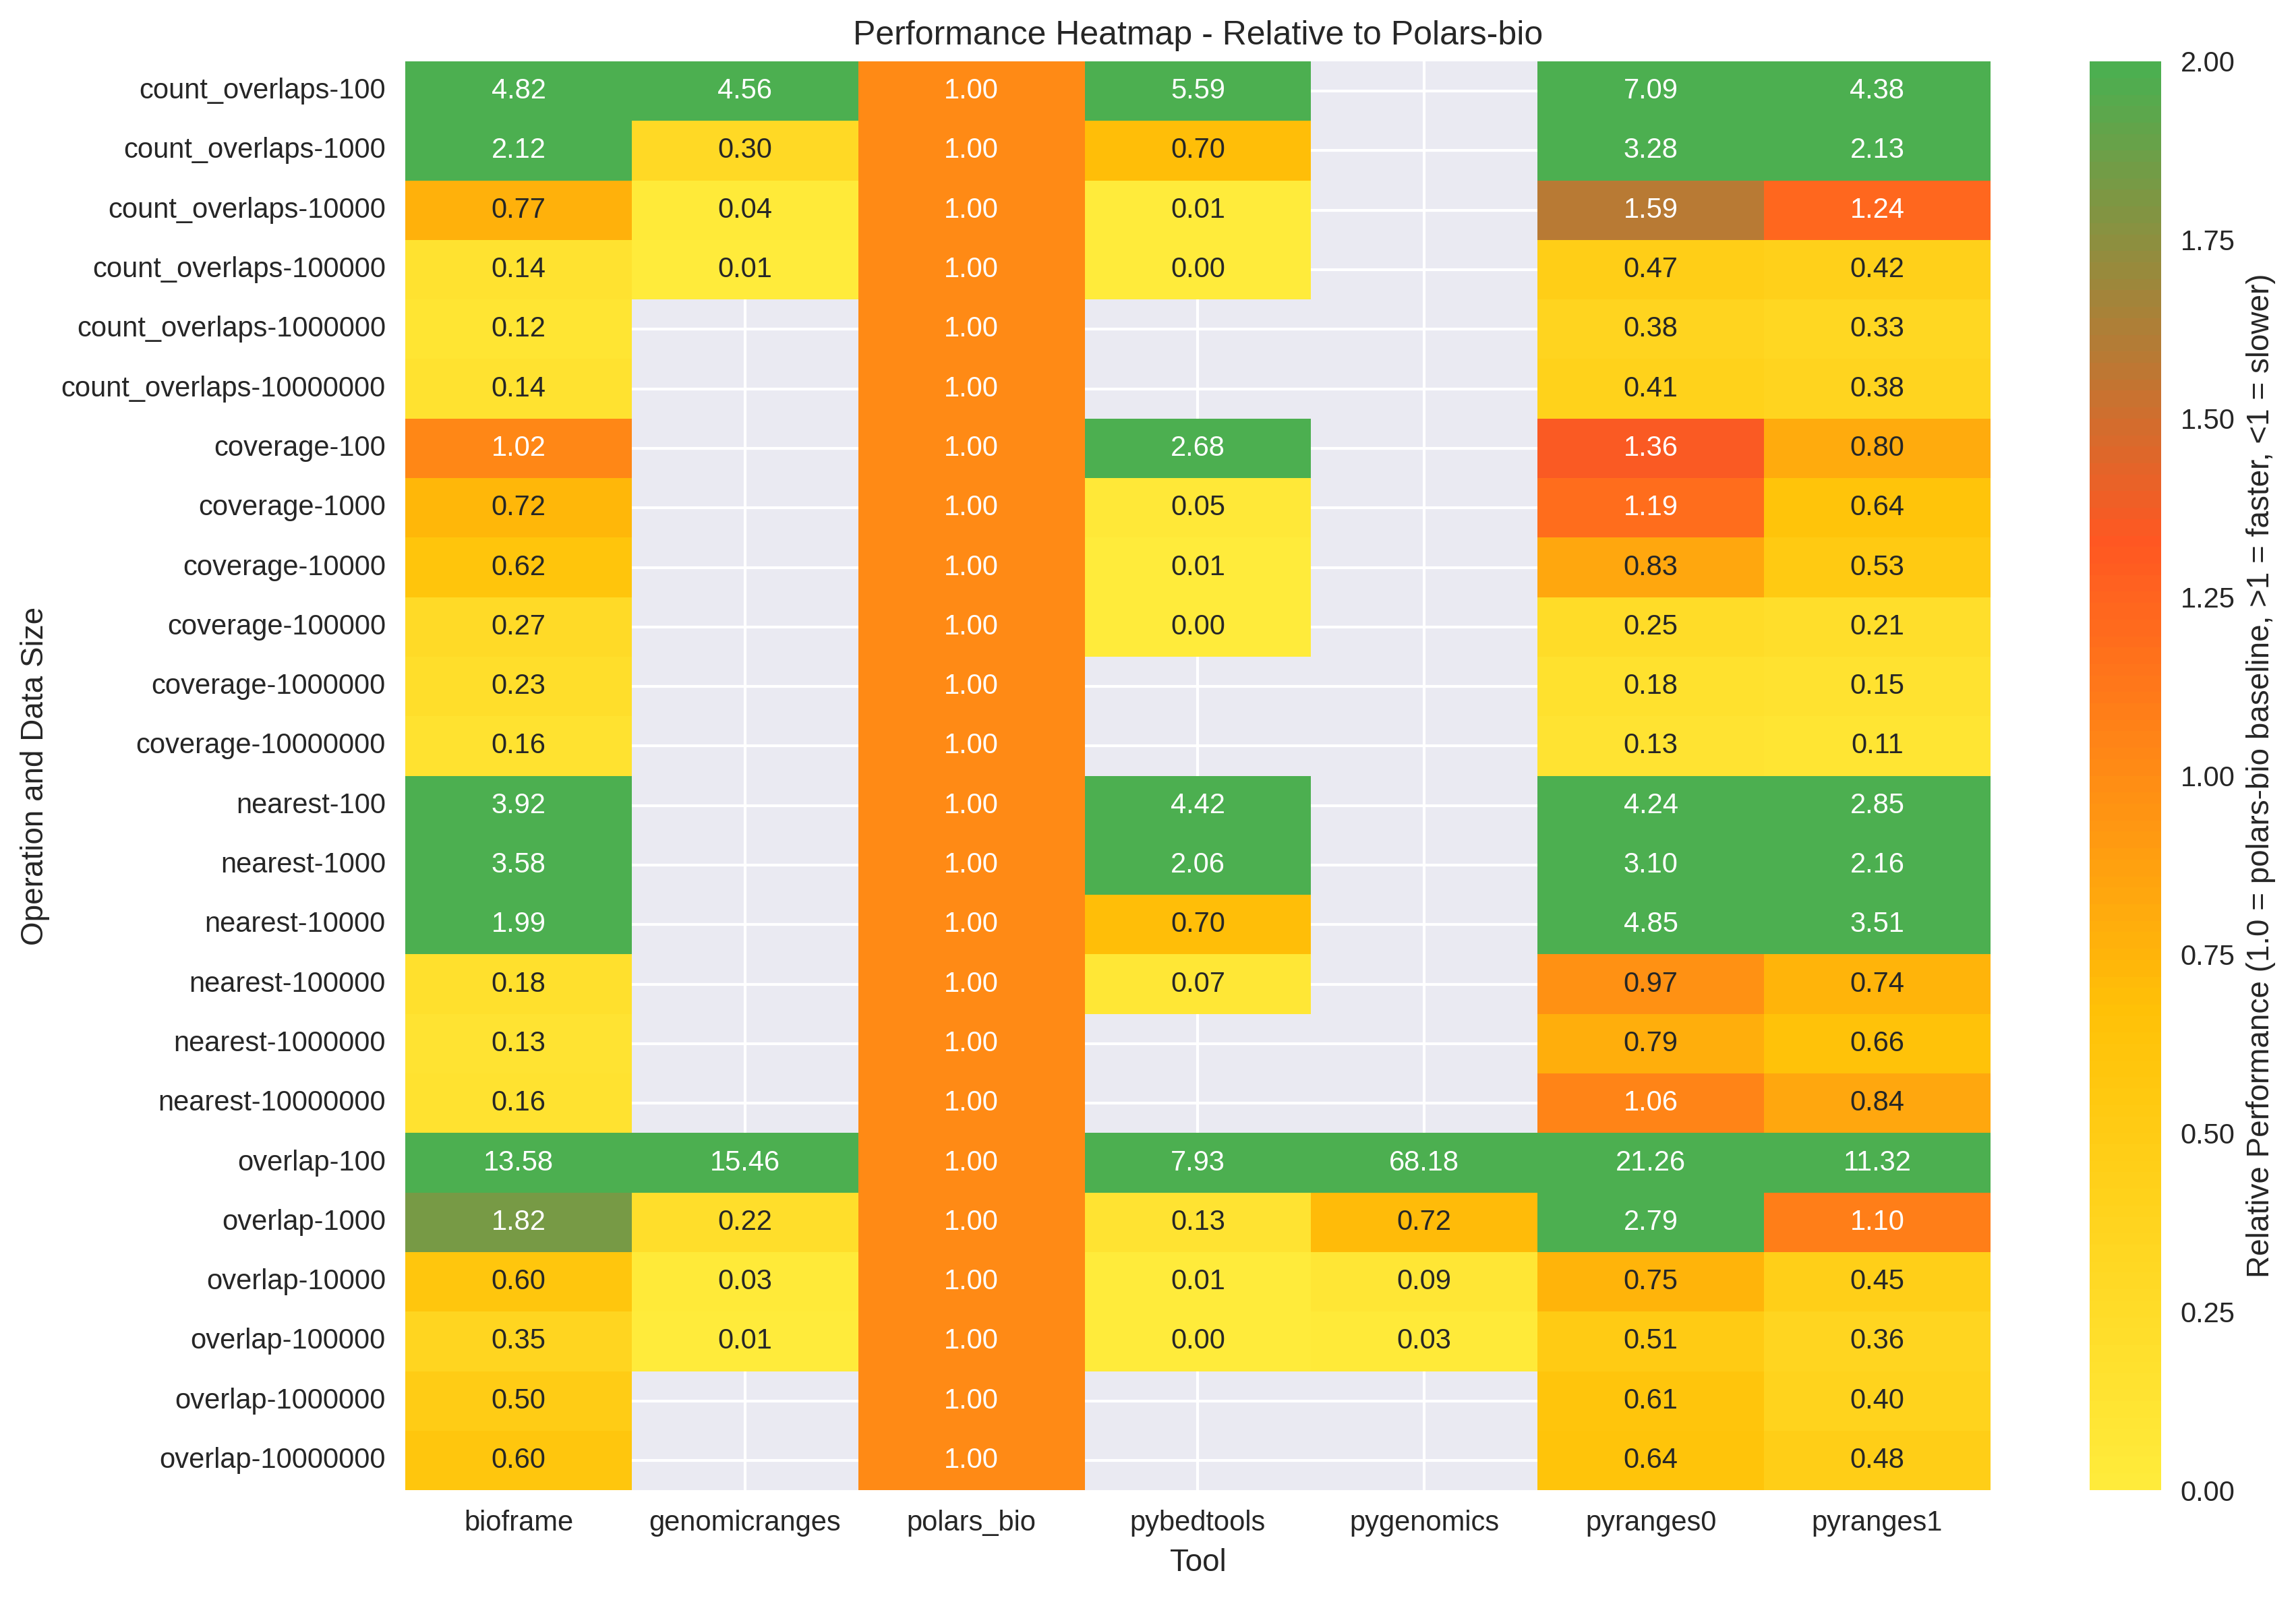 Performance Heatmap - Relative to Polars-bio
count_overlaps-100 4.82 4.56 1.00 5.59 7.09 4.38
count_overlaps-1000 2.12 0.30 1.00 0.70 3.28 2.13
count_overlaps-10000 0.77 0.04 1.00 0.01 1.59 1.24
count_overlaps-100000 0.14 0.01 1.00 0.00 0.47 0.42
count_overlaps-1000000 0.12 1.00 0.38 0.33
count_overlaps-10000000 0.14 1.00 0.41 0.38
coverage-100 1.02 1.00 2.68 1.36 0.80
coverage-1000 0.72 1.00 0.05 1.19 0.64
coverage-10000 0.62 1.00 0.01 0.83 0.53
coverage-100000 0.27 1.00 0.00 0.25 0.21
coverage-1000000 0.23 1.00 0.18 0.15
coverage-10000000 0.16 1.00 0.13 0.11
nearest-100 3.92 1.00 4.42 4.24 2.85
nearest-1000 3.58 1.00 2.06 3.10 2.16
nearest-10000 1.99 1.00 0.70 4.85 3.51
nearest-100000 0.18 1.00 0.07 0.97 0.74
nearest-1000000 0.13 1.00 0.79 0.66
nearest-10000000 0.16 1.00 1.06 0.84
overlap-100 13.58 15.46 1.00 7.93 68.18 21.26 11.32
overlap-1000 1.82 0.22 1.00 0.13 0.72 2.79 1.10
overlap-10000 0.60 0.03 1.00 0.01 0.09 0.75 0.45
overlap-100000 0.35 0.01 1.00 0.00 0.03 0.51 0.36
overlap-1000000 0.50 1.00 0.61 0.40
overlap-10000000 0.60 1.00 0.64 0.48
bioframe genomicranges polars_bio pybedtools pygenomics pyranges0 pyranges1
Tool
Operation and Data Size
2.00
1.75
1.50
1.25
1.00
0.75
0.50
0.25
0.00
Relative Performance (1.0 = polars-bio baseline, >1 = faster, <1 = slower)